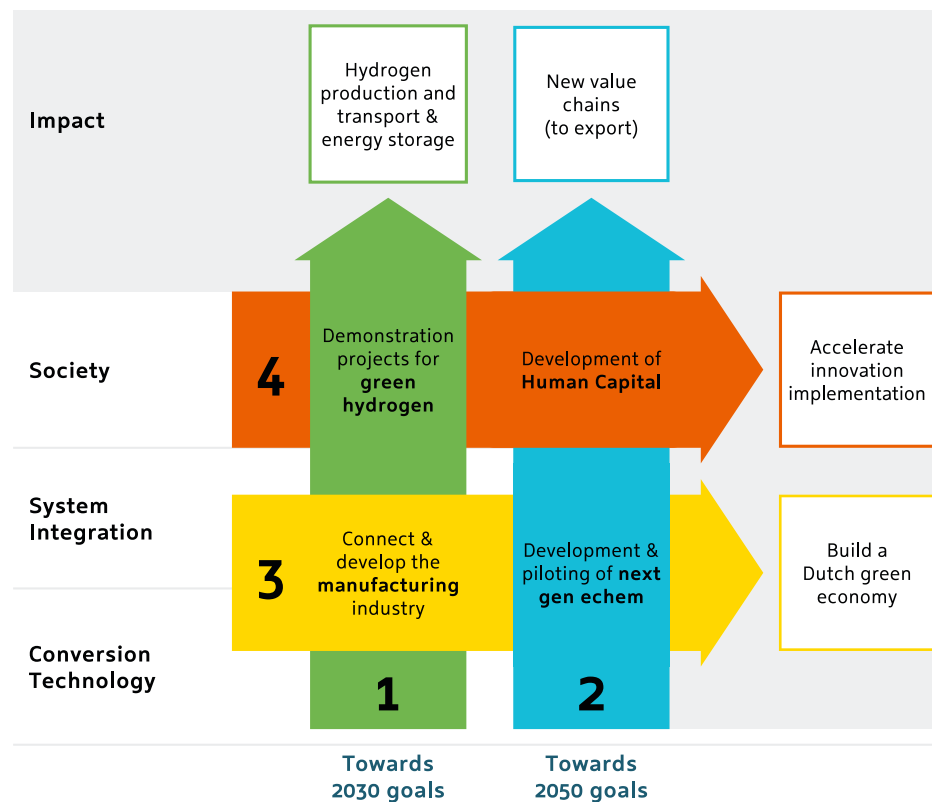 Impact
Hydrogen
production and
transport &
energy storage
New value
chains
(to export)
Society
4
Demonstration
projects for
green
hydrogen
Development of
Human Capital
Accelerate
innovation
implementation
System
Integration
3
Connect &
develop the
manufacturing
industry
Development &
piloting of next
gen echem
Build a
Dutch green
economy
Conversion
Technology
1
2
Towards
2030 goals
Towards
2050 goals